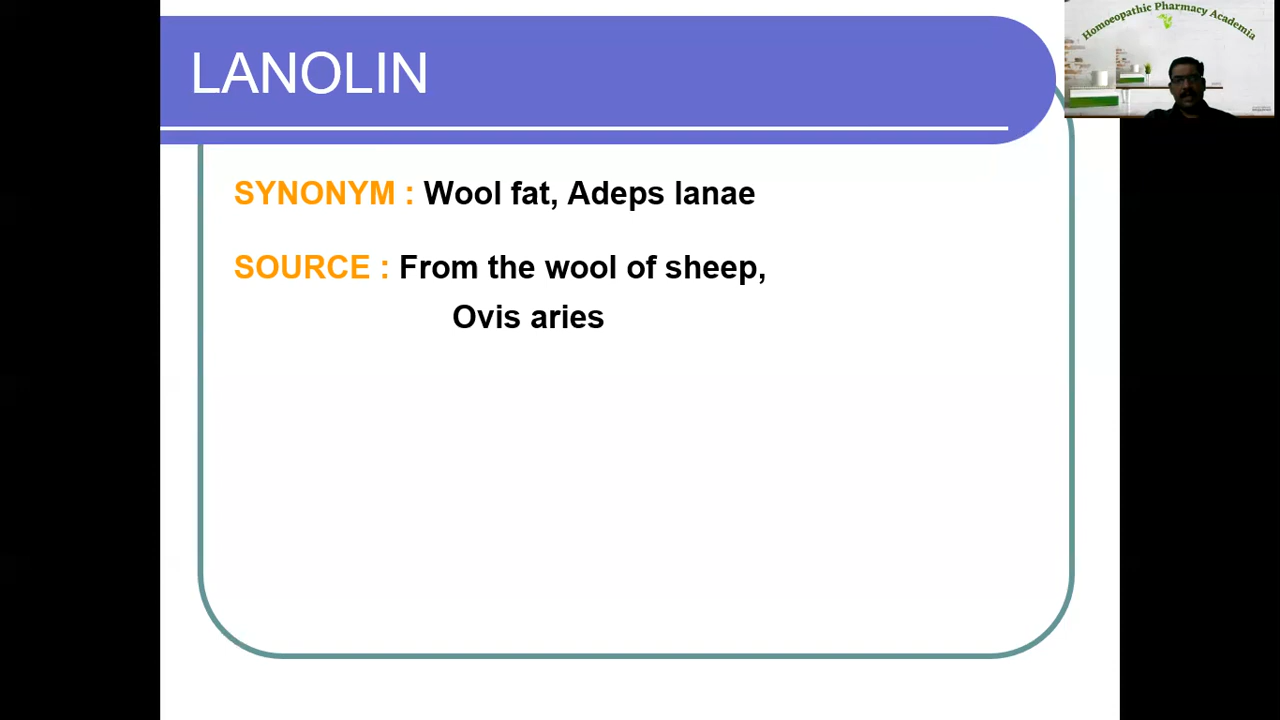 LANOLIN
Homoeopathic Pharmacy Academia
SYNONYM : Wool fat, Adeps lanae
SOURCE : From the wool of sheep,
Ovis aries